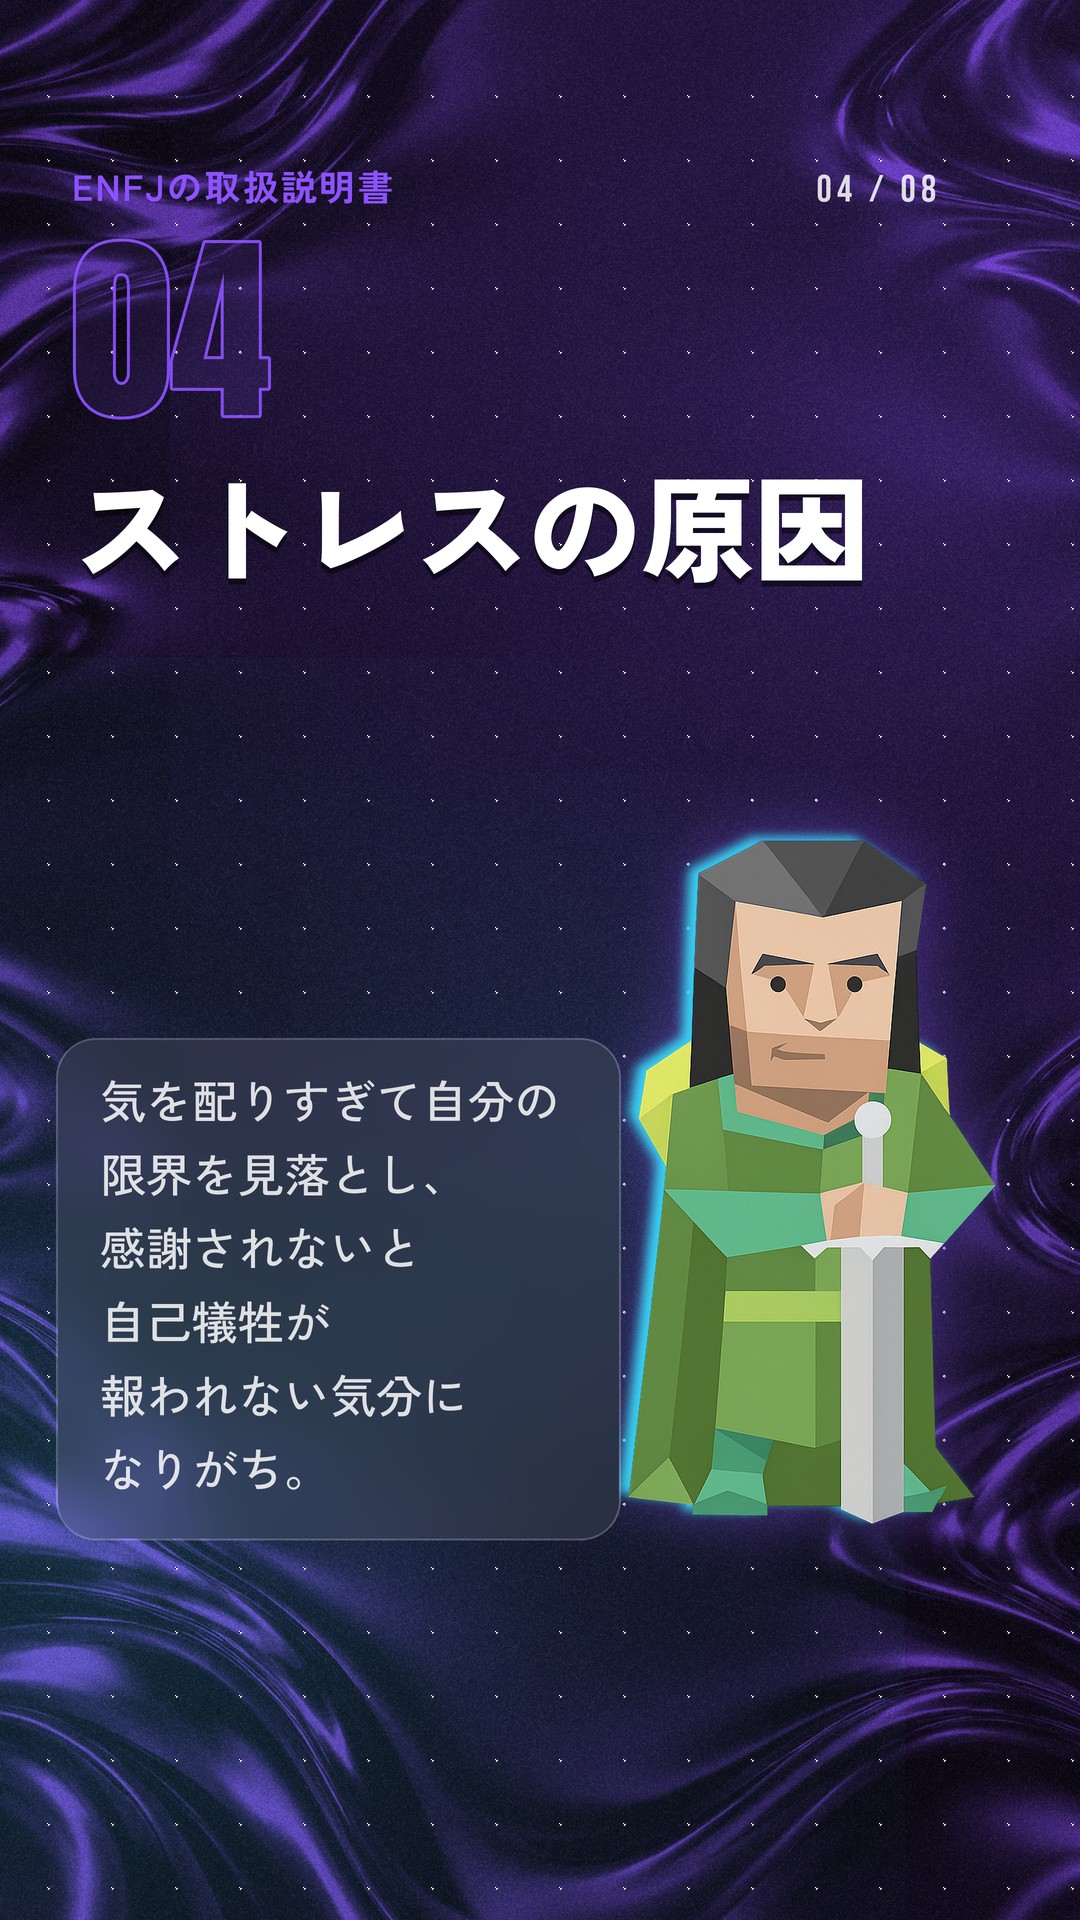 ENFJの取扱説明書
04 / 08
04
ストレスの原因
気を配りすぎて自分の
限界を見落とし、
感謝されないと
自己犠牲が
報われない気分に
なりがち。